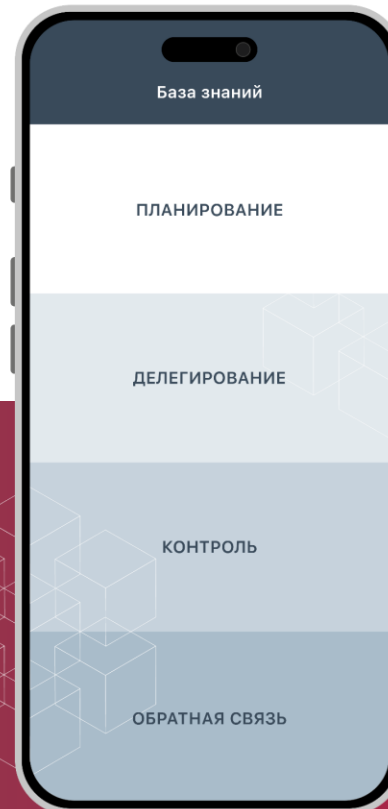 База знаний
ПЛАНИРОВАНИЕ
ДЕЛЕГИРОВАНИЕ
КОНТРОЛЬ
ОБРАТНАЯ СВЯЗЬ